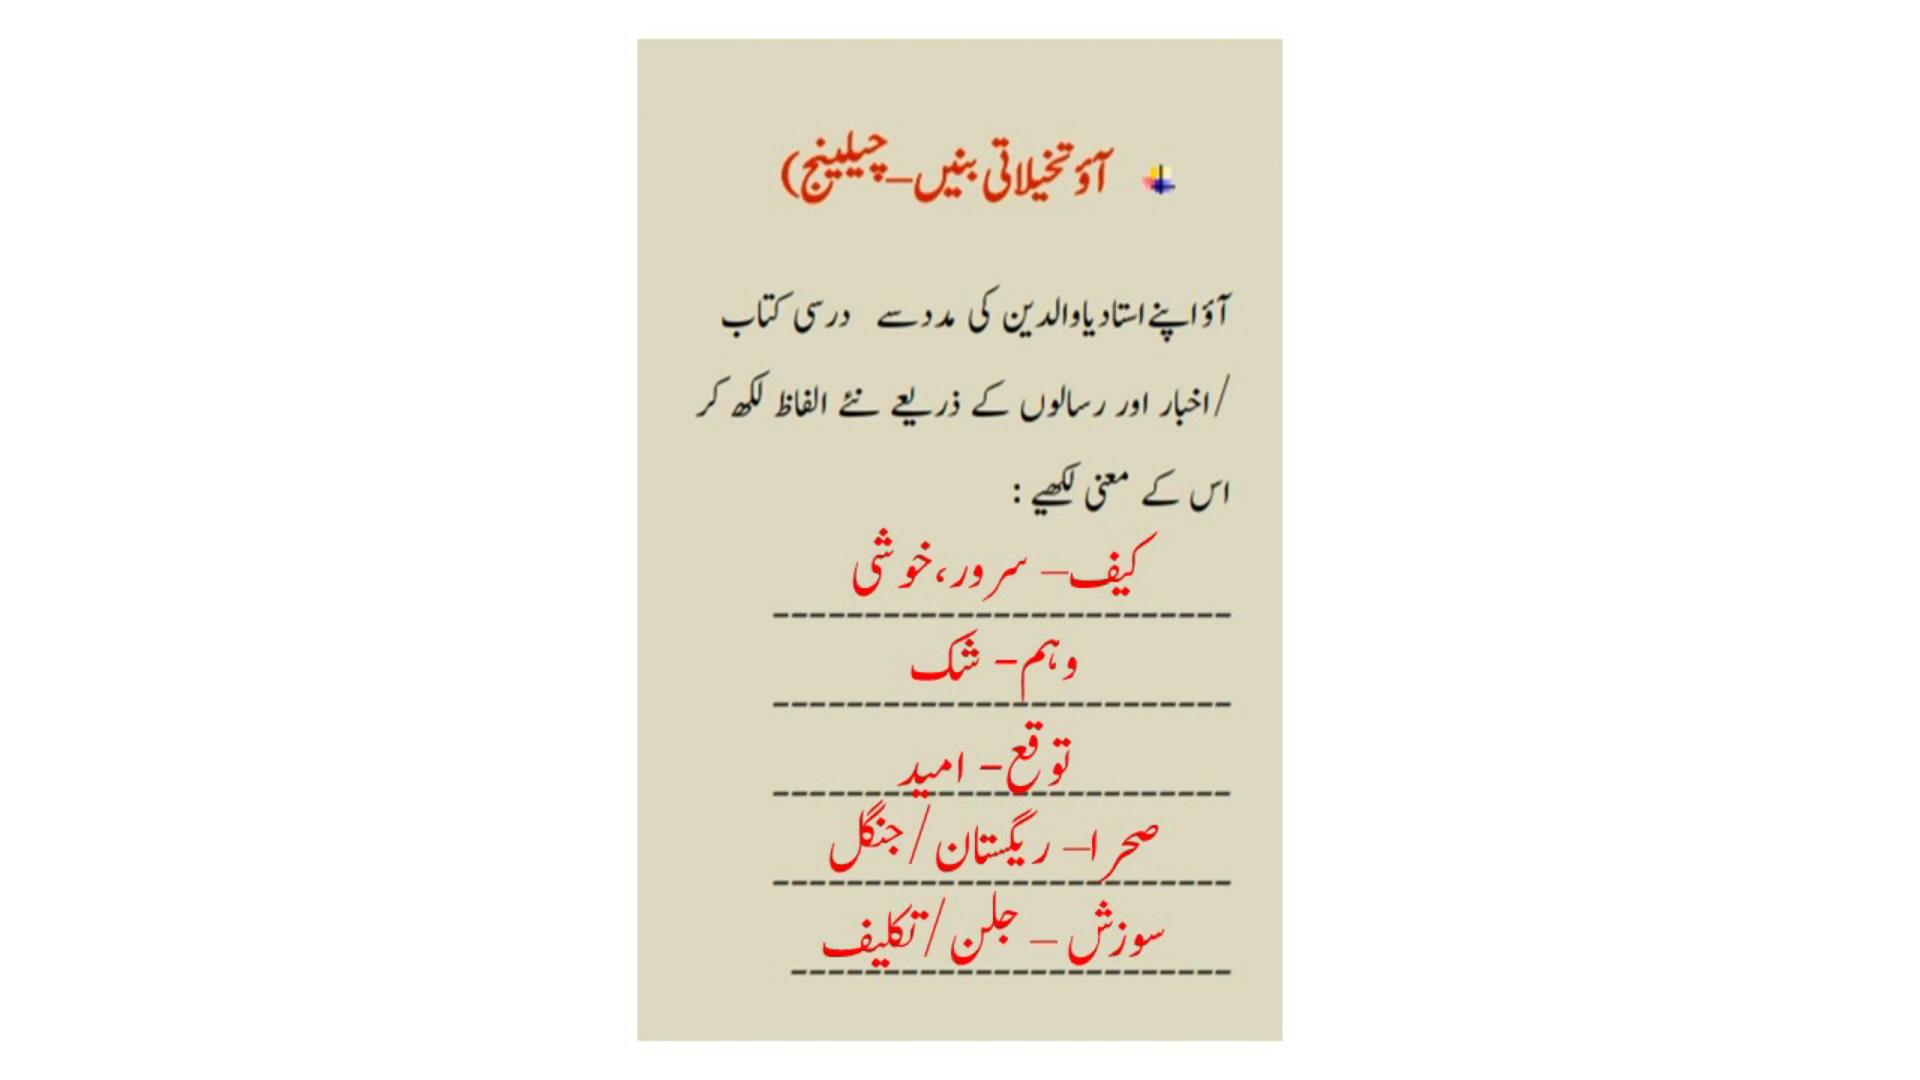 آؤ تخیلاتی بنیں – چیلینج)
آؤ اپنے استاد یا والدین کی مدد سے درسی کتاب
/اخبار اور رسالوں کے ذریعے نئے الفاظ لکھ کر
اس کے معنی لکھیے :
کیف – سرور، خوشی
وہم - شک
توقع - امید
صحرا – ریگستان / جنگل
سوزش – جلن / تکلیف